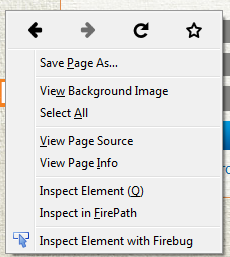 Save Page As...
View Background Image
Select All
View Page Source
View Page Info
Inspect Element (Q)
Inspect in FirePath
Inspect Element with Firebug